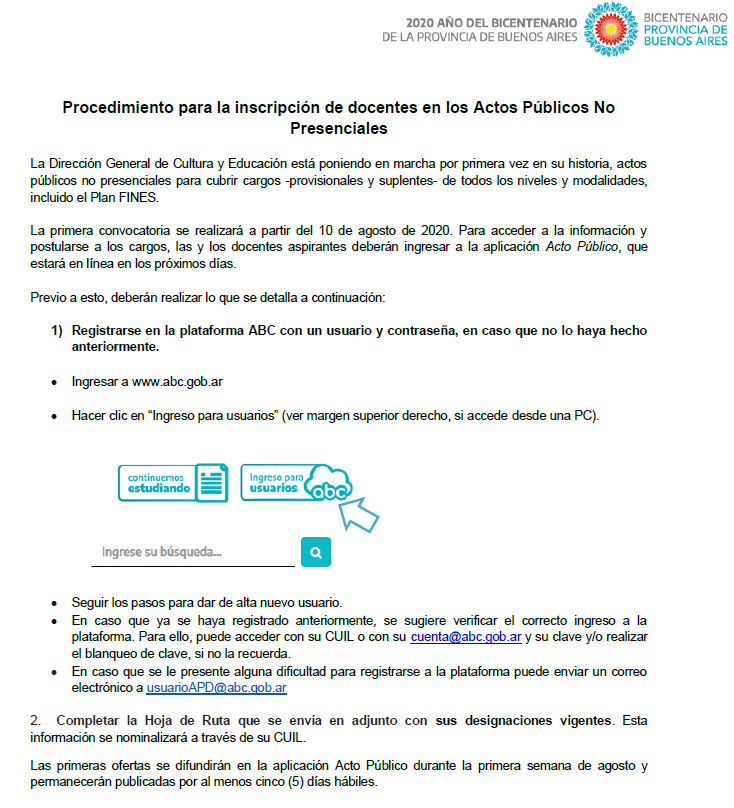 2020 AÑO DEL BICENTENARIO
DE LA PROVINCIA DE BUENOS AIRES
BICENTENARIO
PROVINCIA DE
BUENOS AIRES
Procedimiento para la inscripción de docentes en los Actos Públicos No
Presenciales
La Dirección General de Cultura y Educación está poniendo en marcha por primera vez en su historia, actos
públicos no presenciales para cubrir cargos -provisionales y suplentes- de todos los niveles y modalidades,
incluido el Plan FINES.
La primera convocatoria se realizará a partir del 10 de agosto de 2020. Para acceder a la información y
postularse a los cargos, las y los docentes aspirantes deberán ingresar a la aplicación Acto Público, que
estará en línea en los próximos días.
Previo a esto, deberán realizar lo que se detalla a continuación:
1) Registrarse en la plataforma ABC con un usuario y contraseña, en caso que no lo haya hecho
anteriormente.
• Ingresar a www.abc.gob.ar
• Hacer clic en “Ingreso para usuarios” (ver margen superior derecho, si accede desde una PC).
continuemos
estudiando
Ingreso para
usuarios
abc
Ingrese su búsqueda...
• Seguir los pasos para dar de alta nuevo usuario.
• En caso que ya se haya registrado anteriormente, se sugiere verificar el correcto ingreso a la
plataforma. Para ello, puede acceder con su CUIL o con su cuenta@abc.gob.ar y su clave y/o realizar
el blanqueo de clave, si no la recuerda.
• En caso que se le presente alguna dificultad para registrarse a la plataforma puede enviar un correo
electrónico a usuarioAPD@abc.gob.ar
2. Completar la Hoja de Ruta que se envía en adjunto con sus designaciones vigentes. Esta
información se nominalizará a través de su CUIL.
Las primeras ofertas se difundirán en la aplicación Acto Público durante la primera semana de agosto y
permanecerán publicadas por al menos cinco (5) días hábiles.